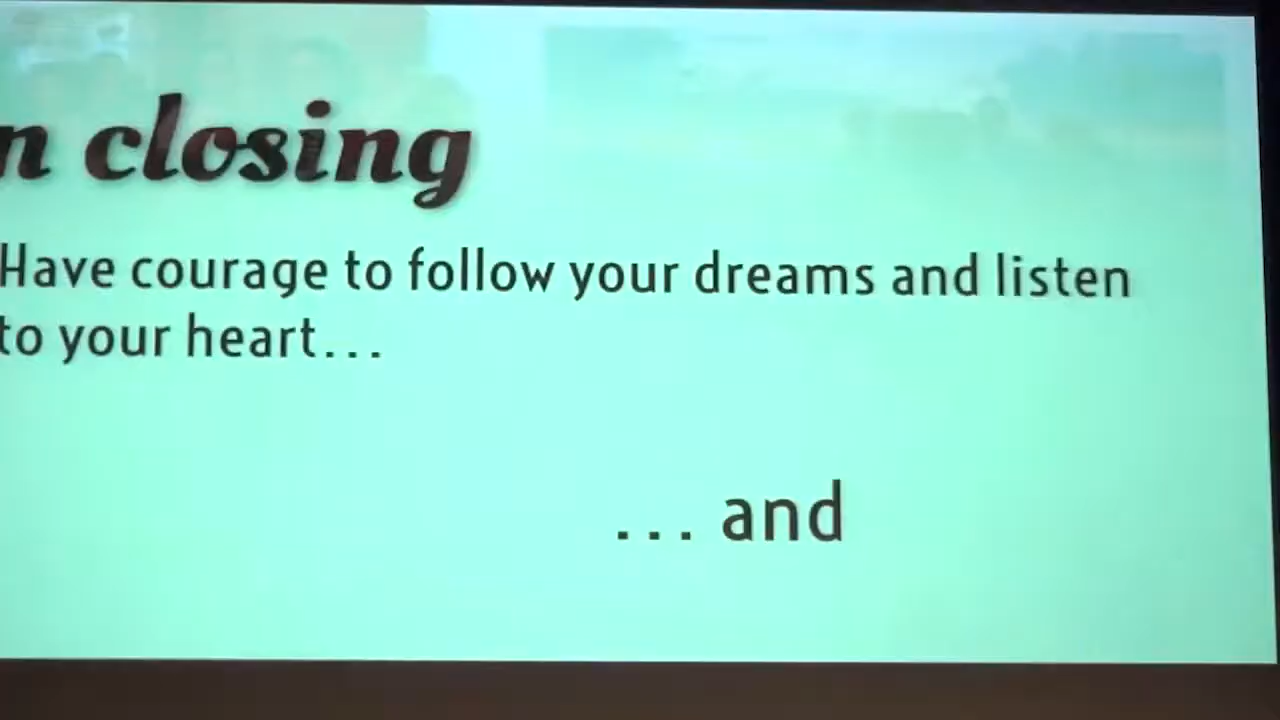 n closing
Have courage to follow your dreams and listen
to your heart...
... and